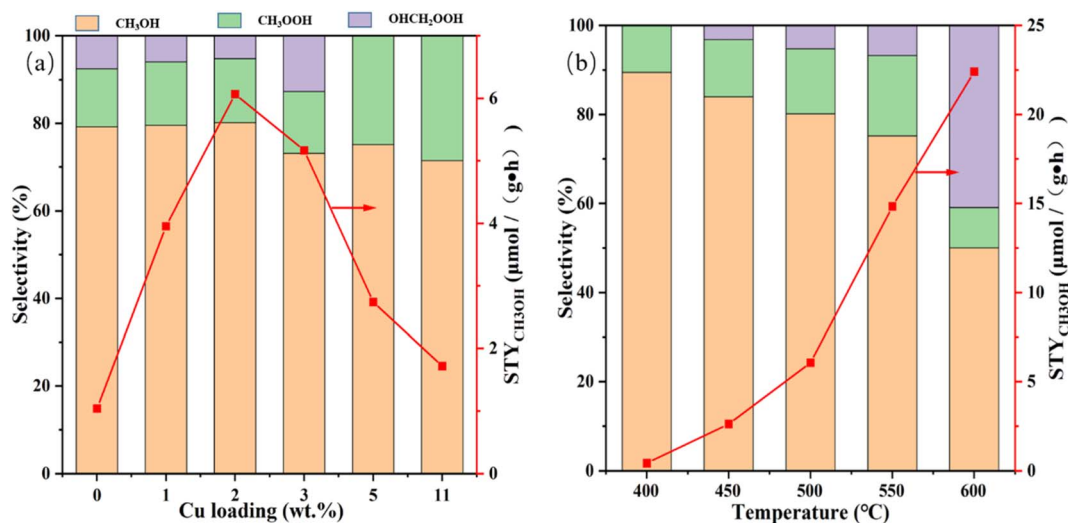 CH₃OH CH₃OOH OHCH₂OOH
(a)
100
80
60
40
20
0
Selectivity (%)
0 1 2 3 5 11
Cu loading (wt.%)
6
4
2
0
STY_CH3OH (μmol /（g•h）)
(b)
100
80
60
40
20
0
Selectivity (%)
400 450 500 550 600
Temperature (℃)
25
20
15
10
5
0
STY_CH3OH (μmol /（g•h）)